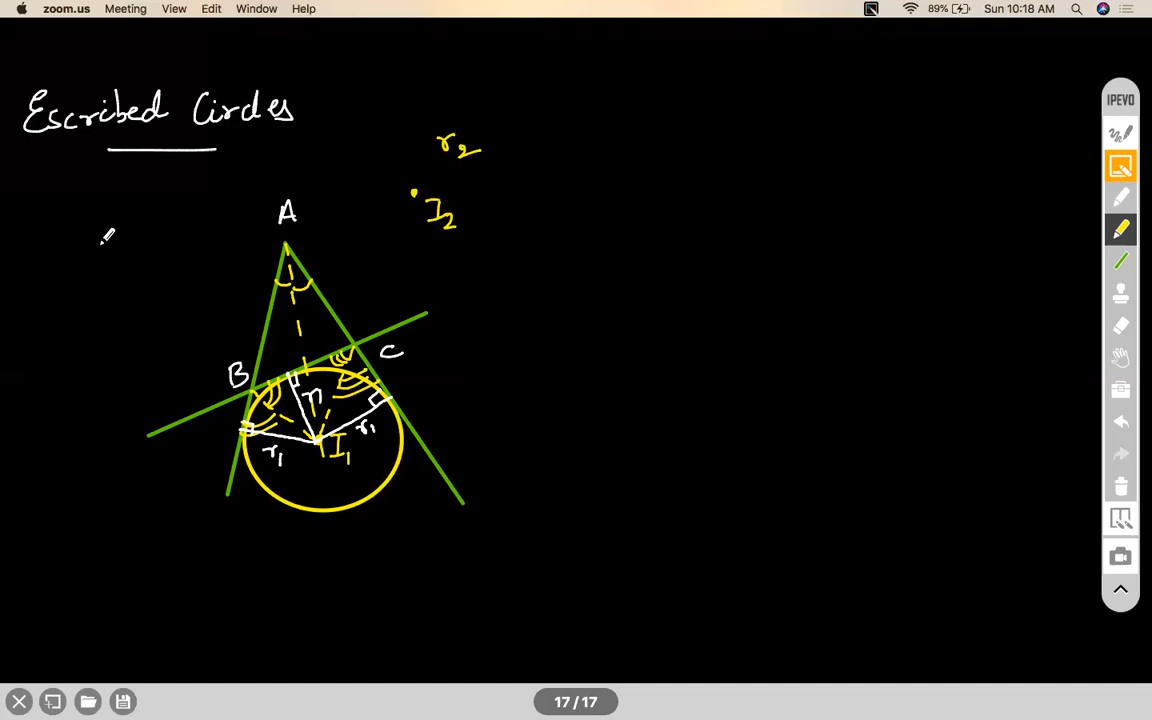 zoom.us Meeting View Edit Window Help 89% Sun 10:18 AM
IPEVO
Escribed Circles
r2
I2
A
B
C
r1
r1
r1
I1
17/17